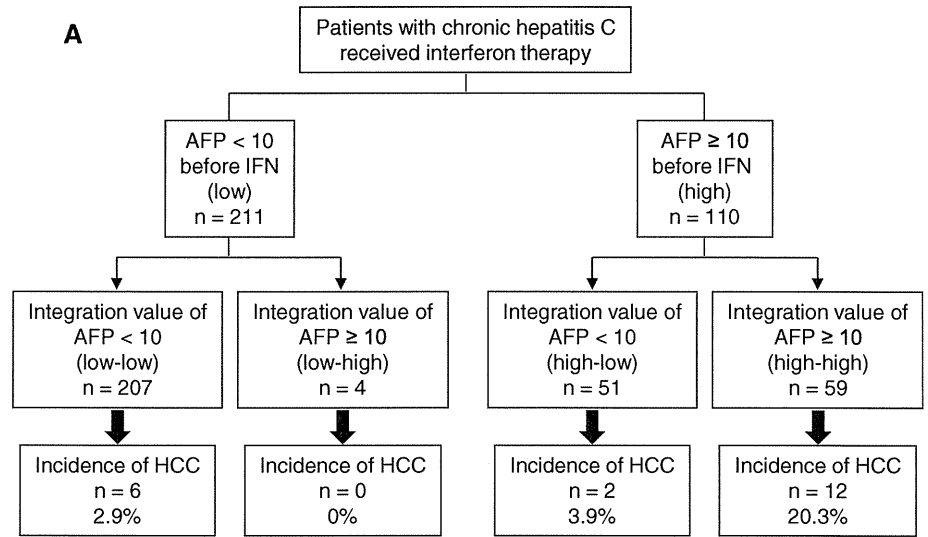 A
Patients with chronic hepatitis C
received interferon therapy
AFP < 10
before IFN
(low)
n = 211
AFP ≥ 10
before IFN
(high)
n = 110
Integration value of
AFP < 10
(low-low)
n = 207
Integration value of
AFP ≥ 10
(low-high)
n = 4
Integration value of
AFP < 10
(high-low)
n = 51
Integration value of
AFP ≥ 10
(high-high)
n = 59
Incidence of HCC
n = 6
2.9%
Incidence of HCC
n = 0
0%
Incidence of HCC
n = 2
3.9%
Incidence of HCC
n = 12
20.3%